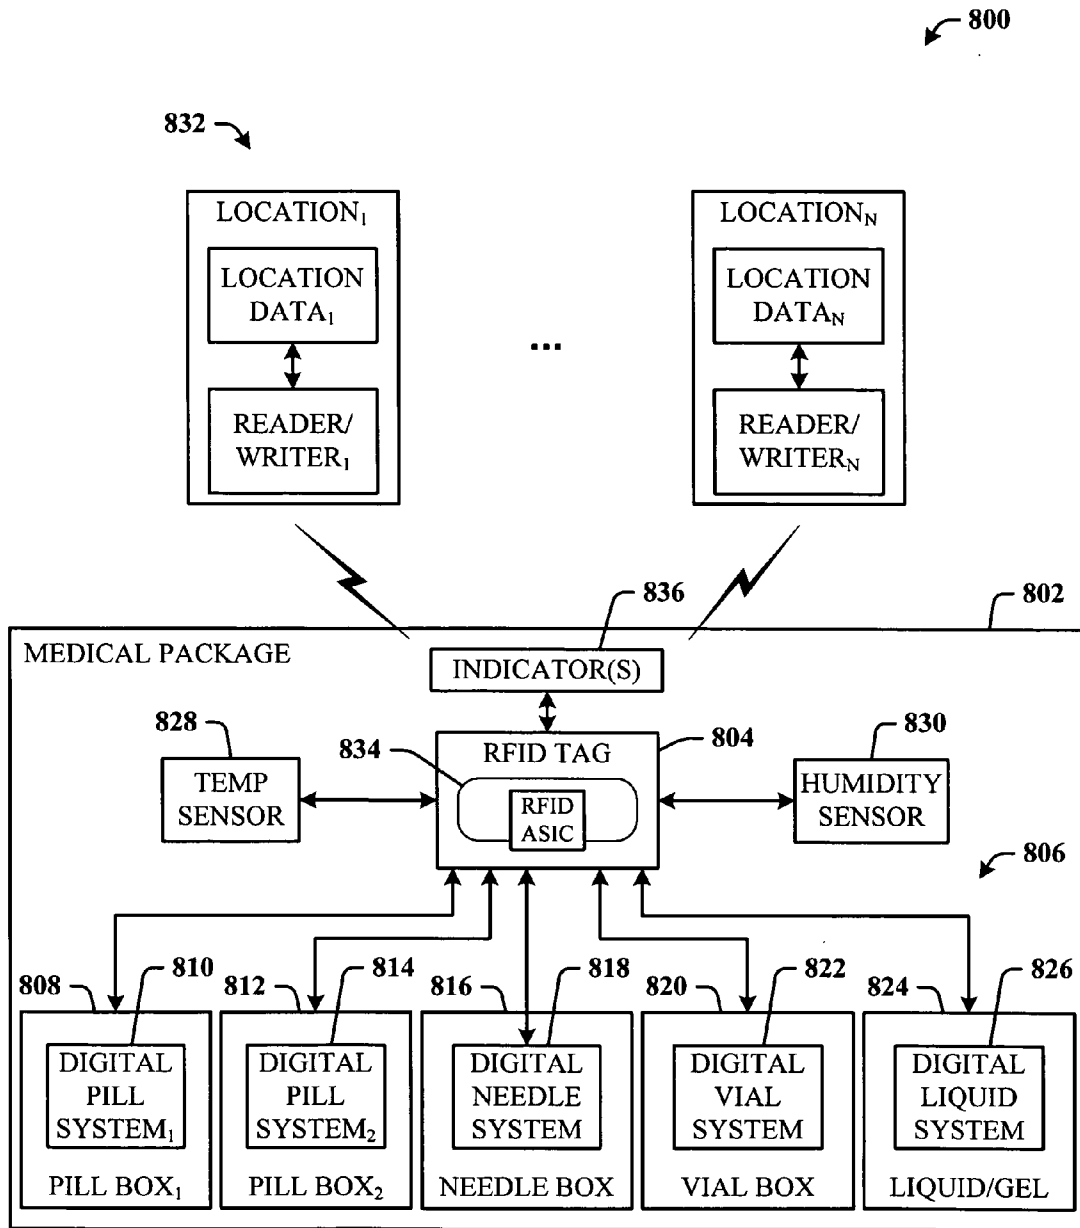 800
832
LOCATION₁
LOCATIONN
LOCATION
DATA₁
LOCATION
DATAN
...
READER/
WRITER₁
READER/
WRITERN
836
802
MEDICAL PACKAGE
INDICATOR(S)
828
834
RFID TAG
804
830
TEMP
SENSOR
RFID
ASIC
HUMIDITY
SENSOR
806
808
810
812
814
816
818
820
822
824
826
DIGITAL
PILL
SYSTEM₁
DIGITAL
PILL
SYSTEM₂
DIGITAL
NEEDLE
SYSTEM
DIGITAL
VIAL
SYSTEM
DIGITAL
LIQUID
SYSTEM
PILL BOX₁
PILL BOX₂
NEEDLE BOX
VIAL BOX
LIQUID/GEL